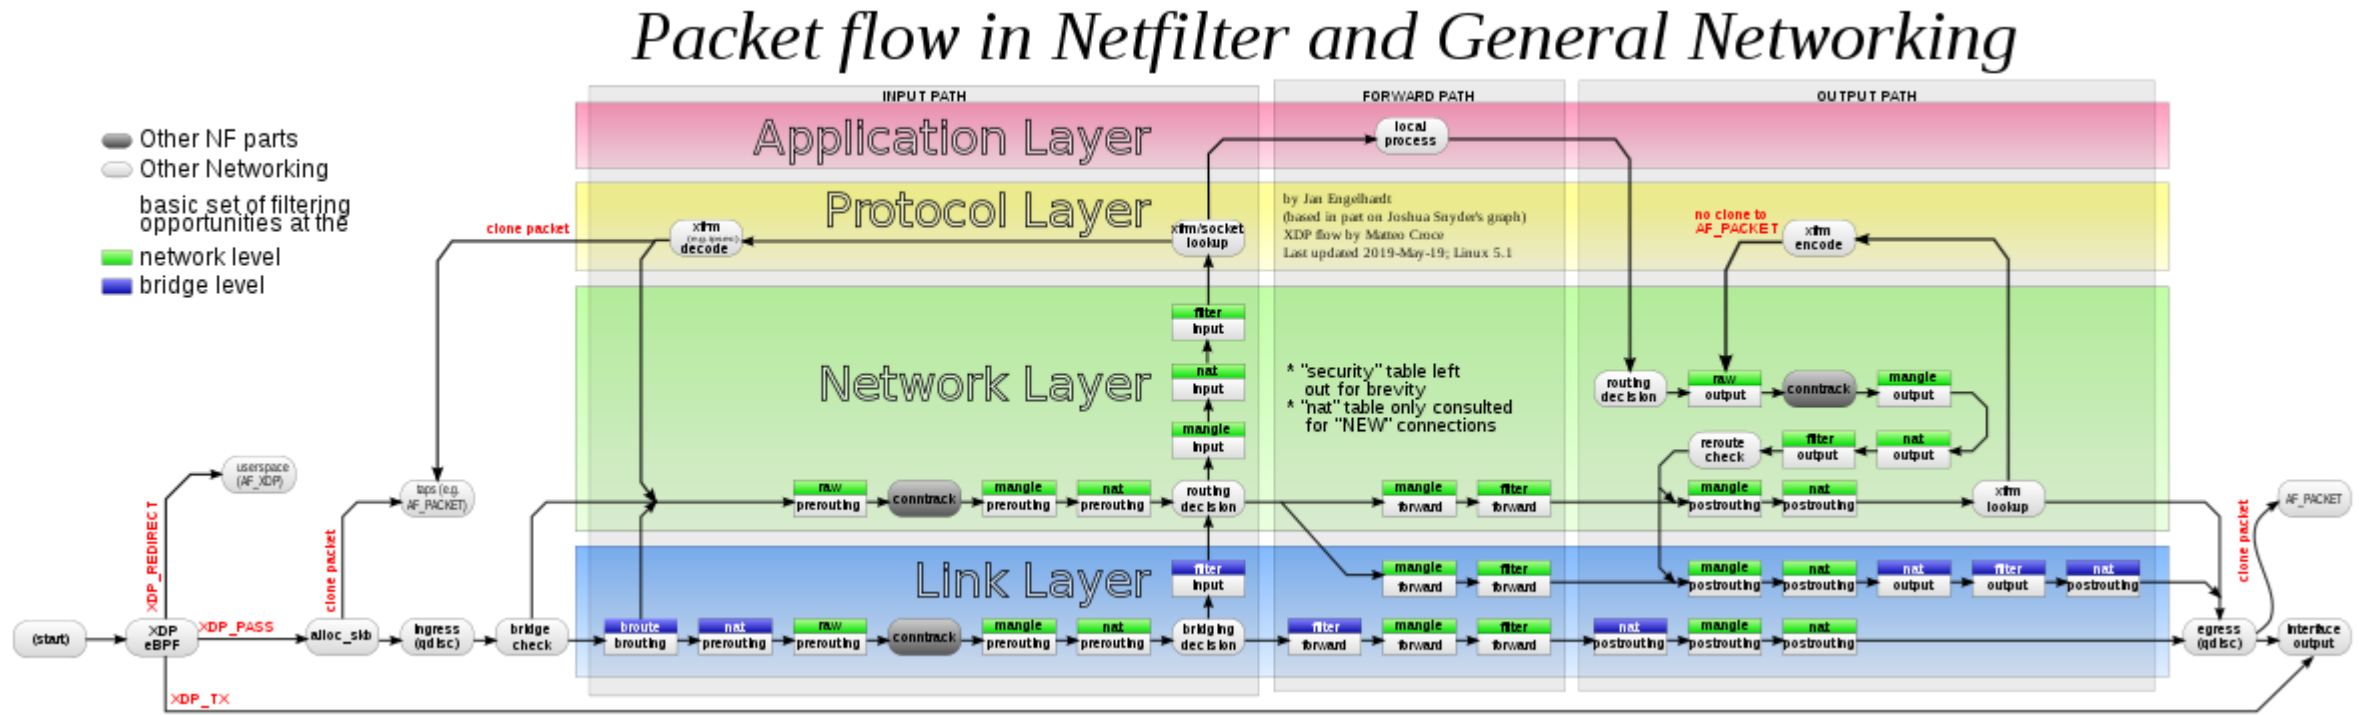 Packet flow in Netfilter and General Networking
INPUT PATH
FORWARD PATH
OUTPUT PATH
Application Layer
local
process
Other NF parts
Other Networking
basic set of filtering
opportunities at the
network level
bridge level
Protocol Layer
clone packet
xfrm
(e.g. ipsec)
decode
xfrm/socket
lookup
by Jan Engelhardt
(based in part on Joshua Snyder's graph)
XDP flow by Matteo Croce
Last updated 2019-May-19; Linux 5.1
no clone to
AF_PACKET
xfrm
encode
Network Layer
filter
input
nat
input
mangle
input
* "security" table left
out for brevity
* "nat" table only consulted
for "NEW" connections
routing
decision
raw
output
conntrack
mangle
output
reroute
check
filter
output
nat
output
userspace
(AF_XDP)
taps (e.g.
AF_PACKET)
raw
prerouting
conntrack
mangle
prerouting
nat
prerouting
routing
decision
mangle
forward
filter
forward
mangle
postrouting
nat
postrouting
xfrm
lookup
AF_PACKET
XDP_REDIRECT
clone packet
clone packet
Link Layer
filter
input
mangle
forward
filter
forward
mangle
postrouting
nat
postrouting
nat
output
filter
output
nat
postrouting
(start)
XDP
eBPF
XDP_PASS
alloc_skb
ingress
(qdisc)
bridge
check
broute
brouting
nat
prerouting
raw
prerouting
conntrack
mangle
prerouting
nat
prerouting
bridging
decision
filter
forward
mangle
forward
filter
forward
nat
postrouting
mangle
postrouting
nat
postrouting
egress
(qdisc)
interface
output
XDP_TX